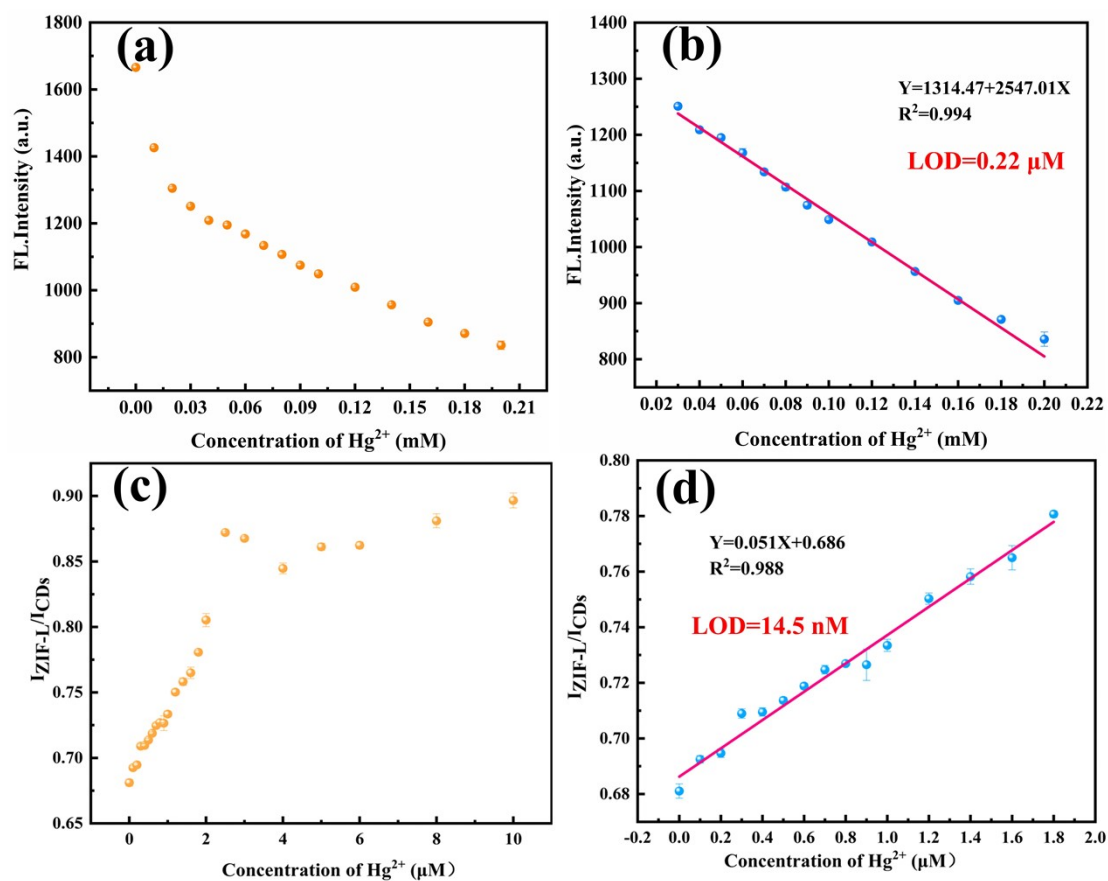 (a)
1800
1600
1400
1200
1000
800
FL.Intensity (a.u.)
0.00 0.03 0.06 0.09 0.12 0.15 0.18 0.21
Concentration of Hg²⁺ (mM)
(b)
1400
1300
1200
1100
1000
900
800
FL.Intensity (a.u.)
Y=1314.47+2547.01X
R²=0.994
LOD=0.22 μM
0.02 0.04 0.06 0.08 0.10 0.12 0.14 0.16 0.18 0.20 0.22
Concentration of Hg²⁺ (mM)
(c)
0.90
0.85
0.80
0.75
0.70
0.65
I_ZIF-L/I_CDs
0 2 4 6 8 10
Concentration of Hg²⁺ (μM）
(d)
0.80
0.78
0.76
0.74
0.72
0.70
0.68
I_ZIF-L/I_CDs
Y=0.051X+0.686
R²=0.988
LOD=14.5 nM
-0.2 0.0 0.2 0.4 0.6 0.8 1.0 1.2 1.4 1.6 1.8 2.0
Concentration of Hg²⁺ (μM）